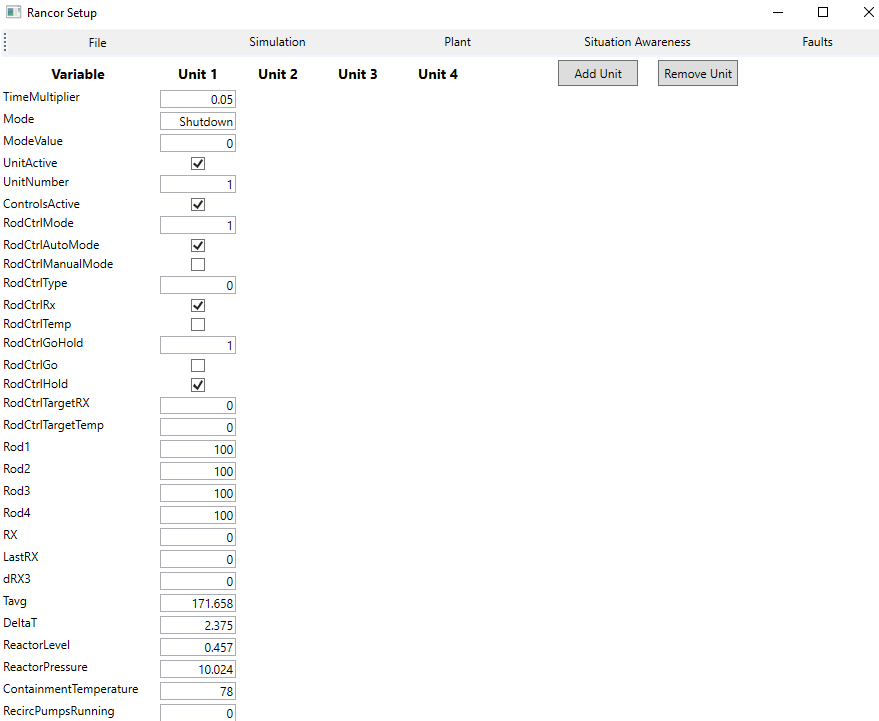 Rancor Setup
File Simulation Plant Situation Awareness Faults
Variable Unit 1 Unit 2 Unit 3 Unit 4 Add Unit Remove Unit
TimeMultiplier 0.05
Mode Shutdown
ModeValue 0
UnitActive
UnitNumber 1
ControlsActive
RodCtrlMode 1
RodCtrlAutoMode
RodCtrlManualMode
RodCtrlType 0
RodCtrlRx
RodCtrlTemp
RodCtrlGoHold 1
RodCtrlGo
RodCtrlHold
RodCtrlTargetRX 0
RodCtrlTargetTemp 0
Rod1 100
Rod2 100
Rod3 100
Rod4 100
RX 0
LastRX 0
dRX3 0
Tavg 171.658
DeltaT 2.375
ReactorLevel 0.457
ReactorPressure 10.024
ContainmentTemperature 78
RecircPumpsRunning 0